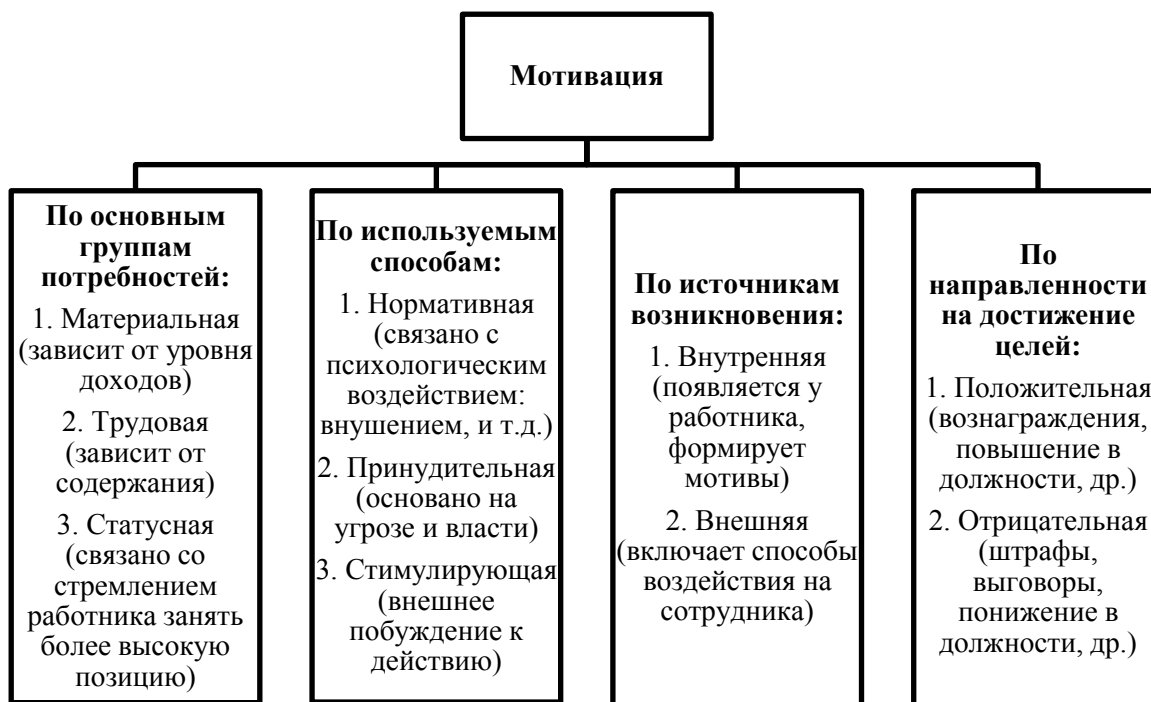 Мотивация
По основным
группам
потребностей:
1. Материальная
(зависит от уровня
доходов)
2. Трудовая
(зависит от
содержания)
3. Статусная
(связано со
стремлением
работника занять
более высокую
позицию)
По используемым
способам:
1. Нормативная
(связано с
психологическим
воздействием:
внушением, и т.д.)
2. Принудительная
(основано на
угрозе и власти)
3. Стимулирующая
(внешнее
побуждение к
действию)
По источникам
возникновения:
1. Внутренняя
(появляется у
работника,
формирует
мотивы)
2. Внешняя
(включает способы
воздействия на
сотрудника)
По
направленности
на достижение
целей:
1. Положительная
(вознаграждения,
повышение в
должности, др.)
2. Отрицательная
(штрафы,
выговоры,
понижение в
должности, др.)